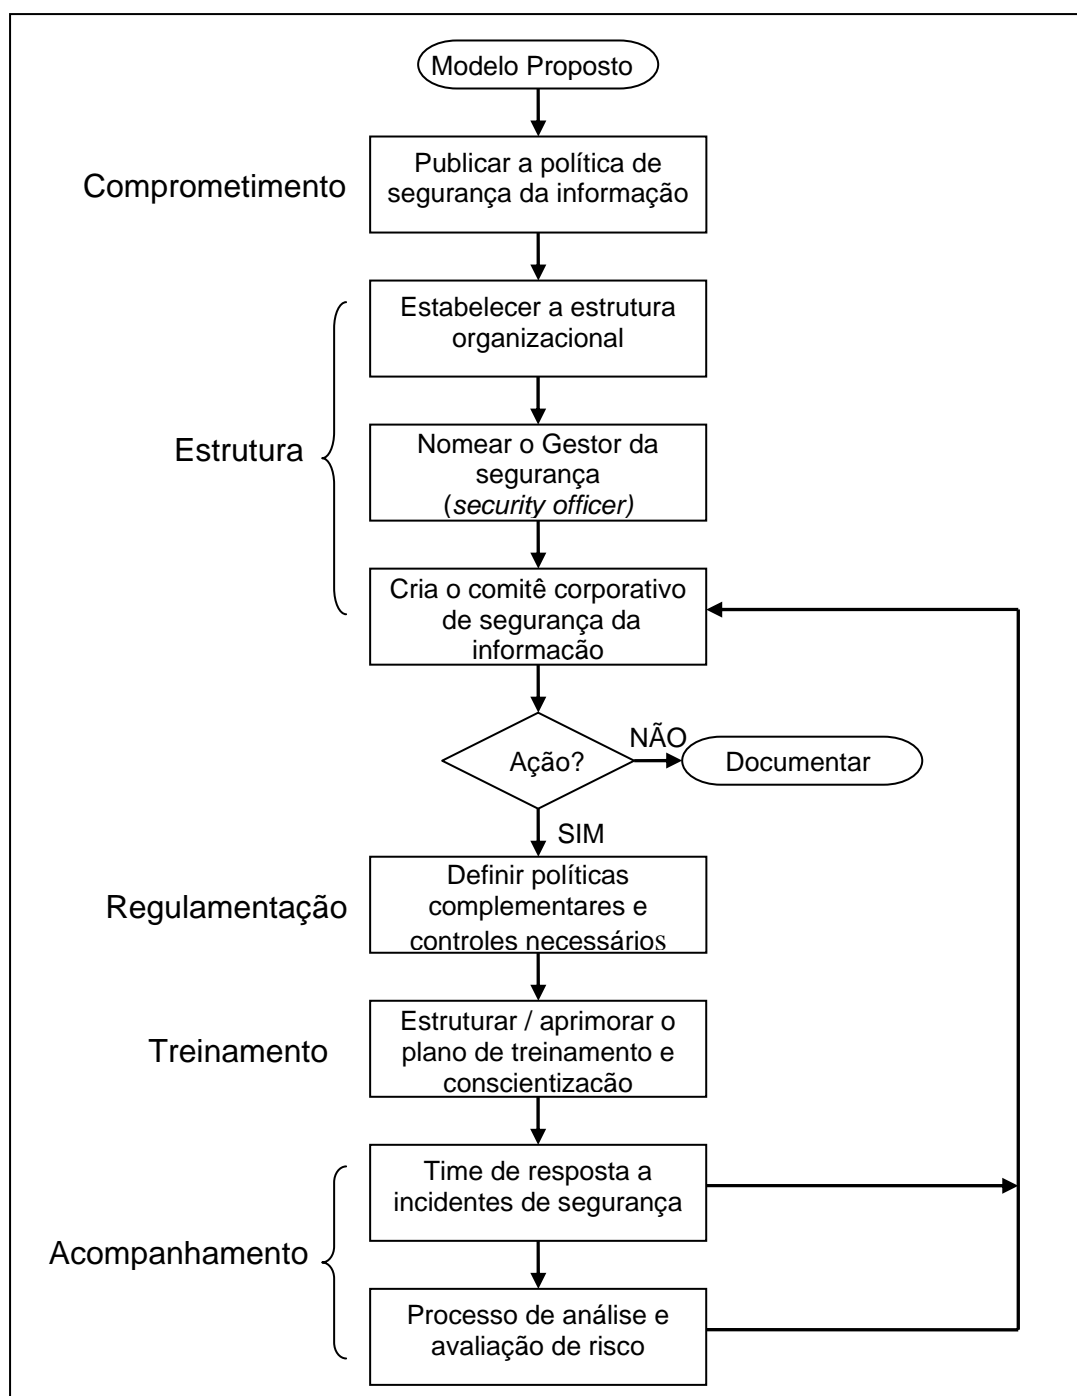 Modelo Proposto
Comprometimento
Publicar a política de
segurança da informação
Estrutura
Estabelecer a estrutura
organizacional
Nomear o Gestor da
segurança
(security officer)
Cria o comitê corporativo
de segurança da
informação
Ação?
NÃO
Documentar
SIM
Regulamentação
Definir políticas
complementares e
controles necessários
Treinamento
Estruturar / aprimorar o
plano de treinamento e
conscientização
Acompanhamento
Time de resposta a
incidentes de segurança
Processo de análise e
avaliação de risco